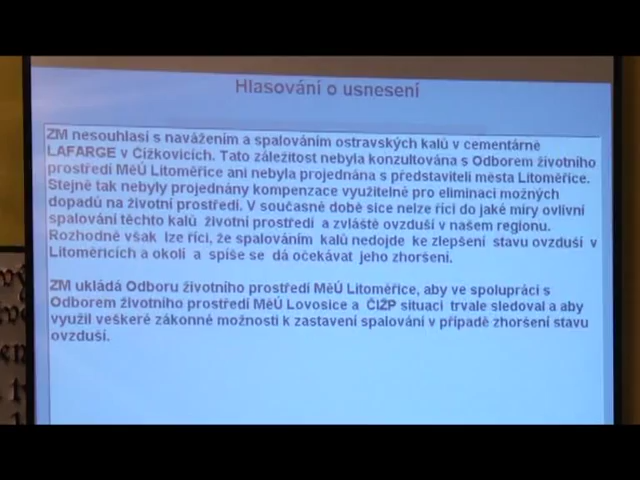 Hlasování o usnesení
ZM nesouhlasí s navážením a spalováním ostravských kalů v cementárně
LAFARGE v Čížkovicích. Tato záležitost nebyla konzultována s Odborem životního
prostředí MěÚ Litoměřice ani nebyla projednána s představiteli města Litoměřice.
Stejně tak nebyly projednány kompenzace využitelně pro eliminaci možných
dopadů na životní prostředí. V současné době sice nelze říci do jaké míry ovlivní
spalování těchto kalů životní prostředí a zvláště ovzduší v našem regionu.
Rozhodně však lze říci, že spalováním kalů nedojde ke zlepšení stavu ovzduší v
Litoměřicích a okolí a spíše se dá očekávat jeho zhoršení.
ZM ukládá Odboru životního prostředí MěÚ Litoměřice, aby ve spolupráci s
Odborem životního prostředí MěÚ Lovosice a ČIŽP situaci trvale sledoval a aby
využil veškeré zákonné možnosti k zastavení spalování v případě zhoršení stavu
ovzduší.